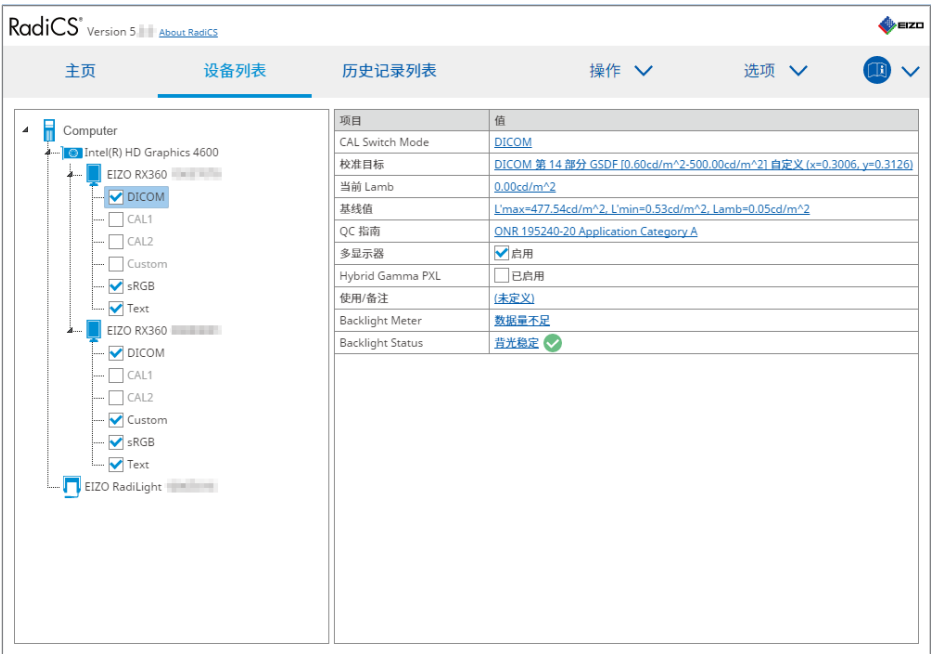 RadiCS® Version 5. About RadiCS
EIZO
主页 设备列表 历史记录列表 操作 选项
Computer
Intel(R) HD Graphics 4600
EIZO RX360
DICOM
CAL1
CAL2
Custom
sRGB
Text
EIZO RX360
DICOM
CAL1
CAL2
Custom
sRGB
Text
EIZO RadiLight
项目 值
CAL Switch Mode DICOM
校准目标 DICOM 第 14 部分 GSDF [0.60cd/m^2-500.00cd/m^2] 自定义 (x=0.3006, y=0.3126)
当前 Lamb 0.00cd/m^2
基线值 L'max=477.54cd/m^2, L'min=0.53cd/m^2, Lamb=0.05cd/m^2
QC 指南 ONR 195240-20 Application Category A
多显示器 启用
Hybrid Gamma PXL 已启用
使用/备注 (未定义)
Backlight Meter 数据量不足
Backlight Status 背光稳定